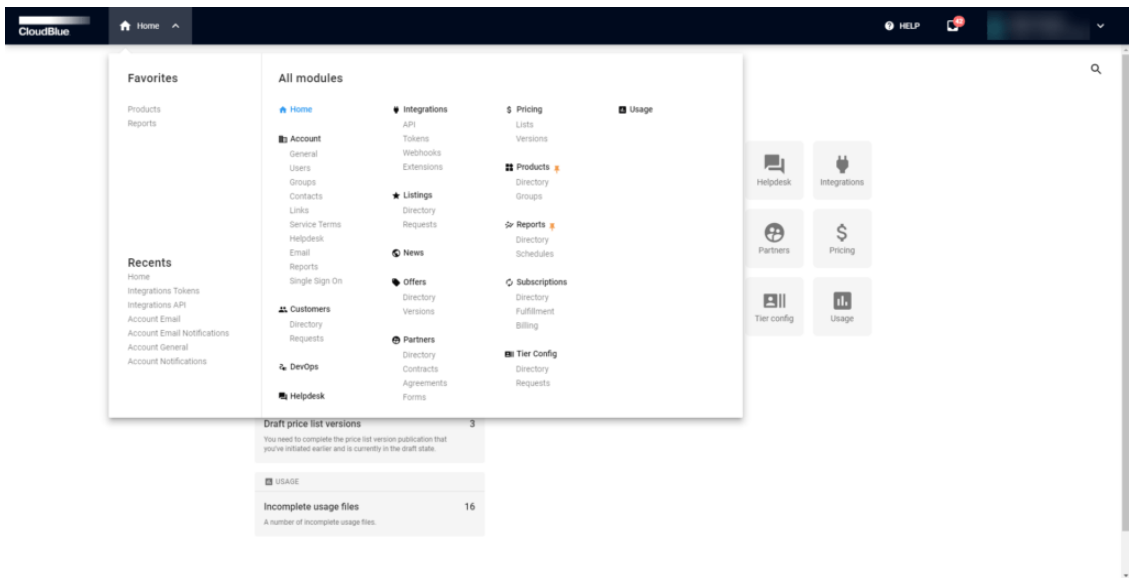 CloudBlue
Home
HELP
42
Favorites
Products
Reports
Recents
Home
Integrations Tokens
Integrations API
Account Email
Account Email Notifications
Account General
Account Notifications
All modules
Home
Account
General
Users
Groups
Contacts
Links
Service Terms
Helpdesk
Email
Reports
Single Sign On
Customers
Directory
Requests
DevOps
Helpdesk
Integrations
API
Tokens
Webhooks
Extensions
Listings
Directory
Requests
News
Offers
Directory
Versions
Partners
Directory
Contracts
Agreements
Forms
$ Pricing
Lists
Versions
Products
Directory
Groups
Reports
Directory
Schedules
Subscriptions
Directory
Fulfillment
Billing
Tier Config
Directory
Requests
Usage
Helpdesk
Integrations
Partners
$
Pricing
Tier config
Usage
Draft price list versions 3
You need to complete the price list version publication that
you've initiated earlier and is currently in the draft state.
USAGE
Incomplete usage files 16
A number of incomplete usage files.